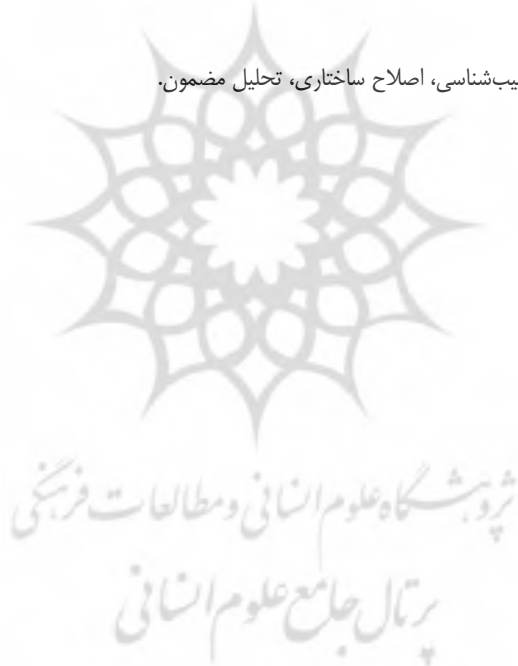 یب‌شناسی، اصلاح ساختاری، تحلیل مضمون.
پژوهشگاه علوم انسانی و مطالعات فرهنگی
پرتال جامع علوم انسانی